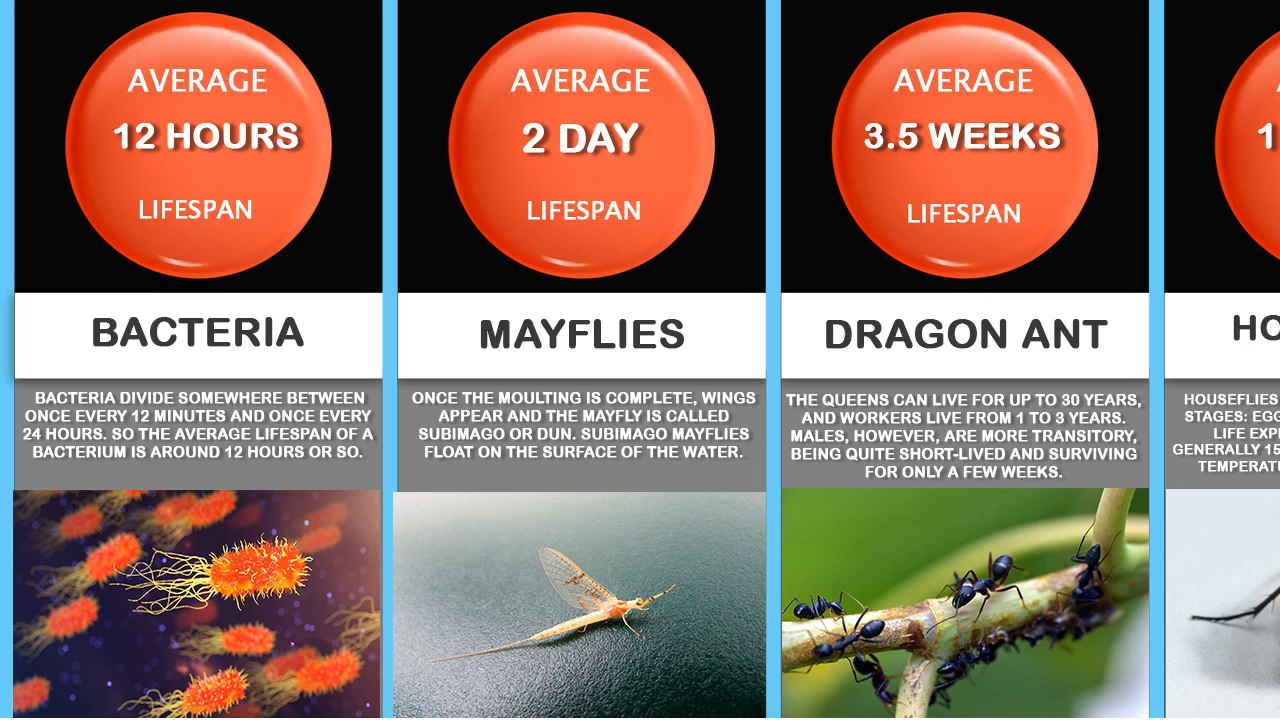 AVERAGE
12 HOURS
LIFESPAN
BACTERIA
BACTERIA DIVIDE SOMEWHERE BETWEEN
ONCE EVERY 12 MINUTES AND ONCE EVERY
24 HOURS. SO THE AVERAGE LIFESPAN OF A
BACTERIUM IS AROUND 12 HOURS OR SO.
AVERAGE
2 DAY
LIFESPAN
MAYFLIES
ONCE THE MOULTING IS COMPLETE, WINGS
APPEAR AND THE MAYFLY IS CALLED
SUBIMAGO OR DUN. SUBIMAGO MAYFLIES
FLOAT ON THE SURFACE OF THE WATER.
AVERAGE
3.5 WEEKS
LIFESPAN
DRAGON ANT
THE QUEENS CAN LIVE FOR UP TO 30 YEARS,
AND WORKERS LIVE FROM 1 TO 3 YEARS.
MALES, HOWEVER, ARE MORE TRANSITORY,
BEING QUITE SHORT-LIVED AND SURVIVING
FOR ONLY A FEW WEEKS.
HOUSEFLIES
STAGES:
LIFE
GENERALLY